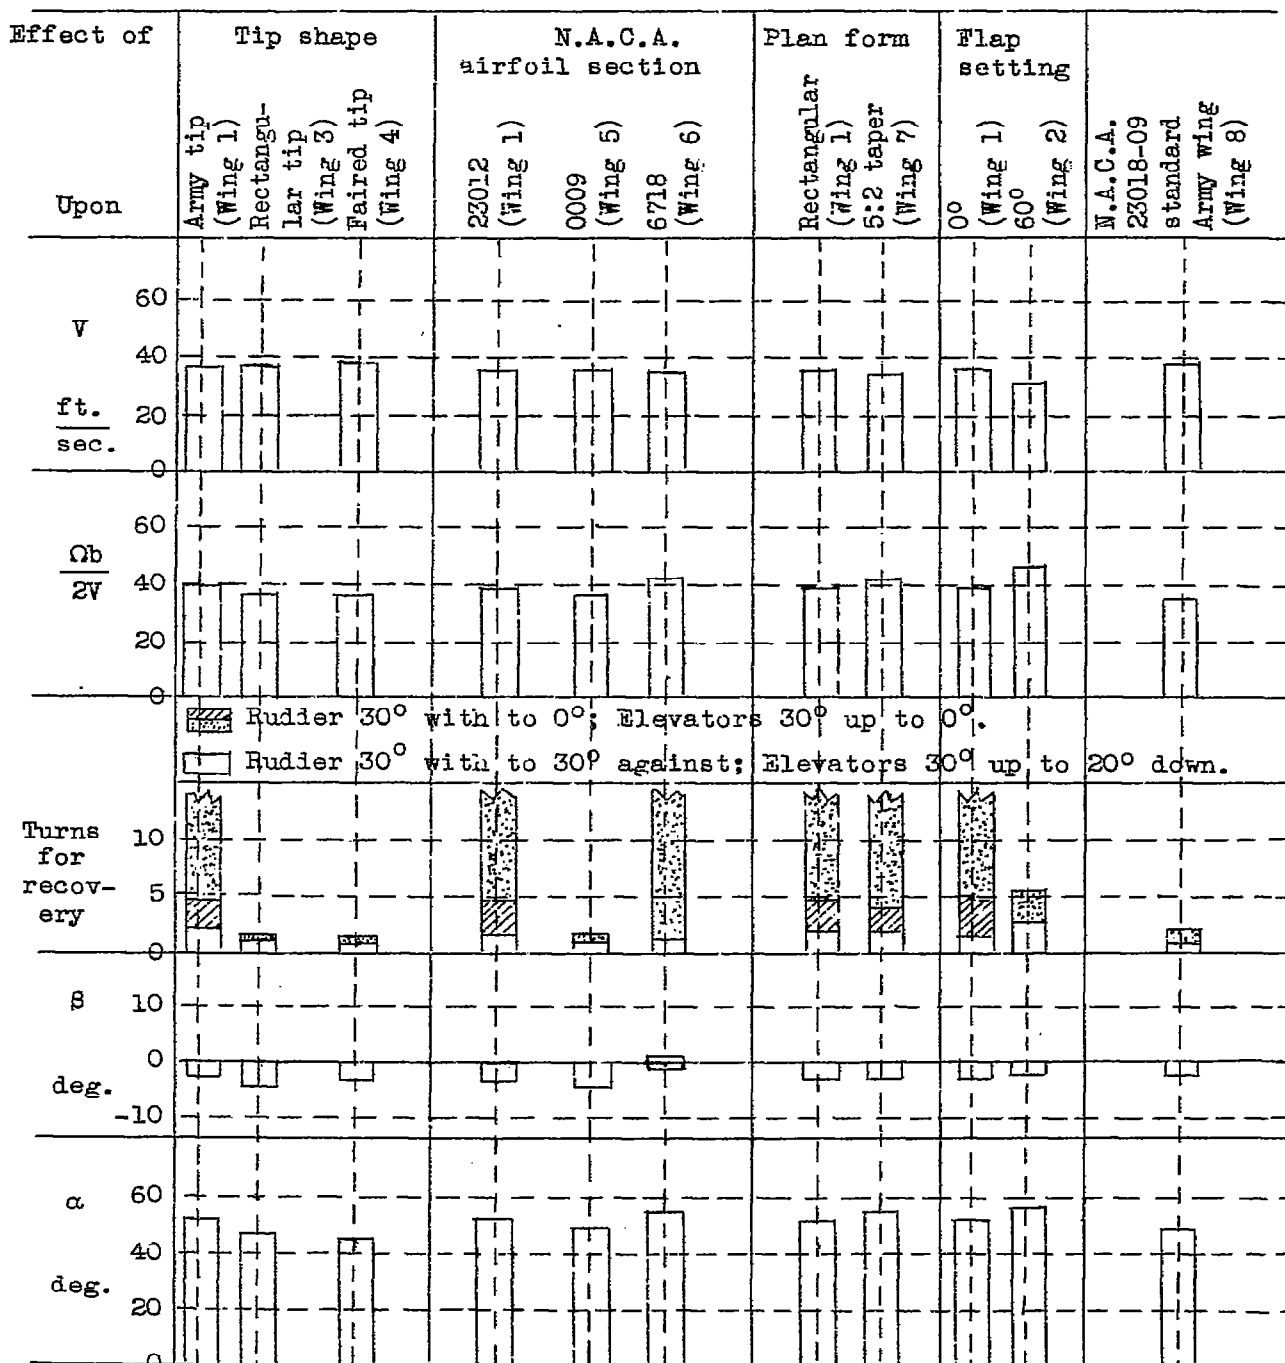 Effect of
Upon
Tip shape
Army tip
(Wing 1)
Rectangu-
lar tip
(Wing 3)
Faired tip
(Wing 4)
N.A.C.A.
airfoil section
23012
(Wing 1)
0009
(Wing 5)
6718
(Wing 6)
Plan form
Rectangular
(Wing 1)
5:2 taper
(Wing 7)
Flap
setting
0°
(Wing 1)
60°
(Wing 2)
N.A.C.A.
23018-09
standard
Army wing
(Wing 8)
V
ft.
sec.
60
40
20
0
Ωb
2V
60
40
20
0
Rudder 30° with to 0°; Elevators 30° up to 0°.
Rudder 30° with to 30° against; Elevators 30° up to 20° down.
Turns
for
recov-
ery
10
5
0
β
deg.
10
0
-10
α
deg.
60
40
20
0